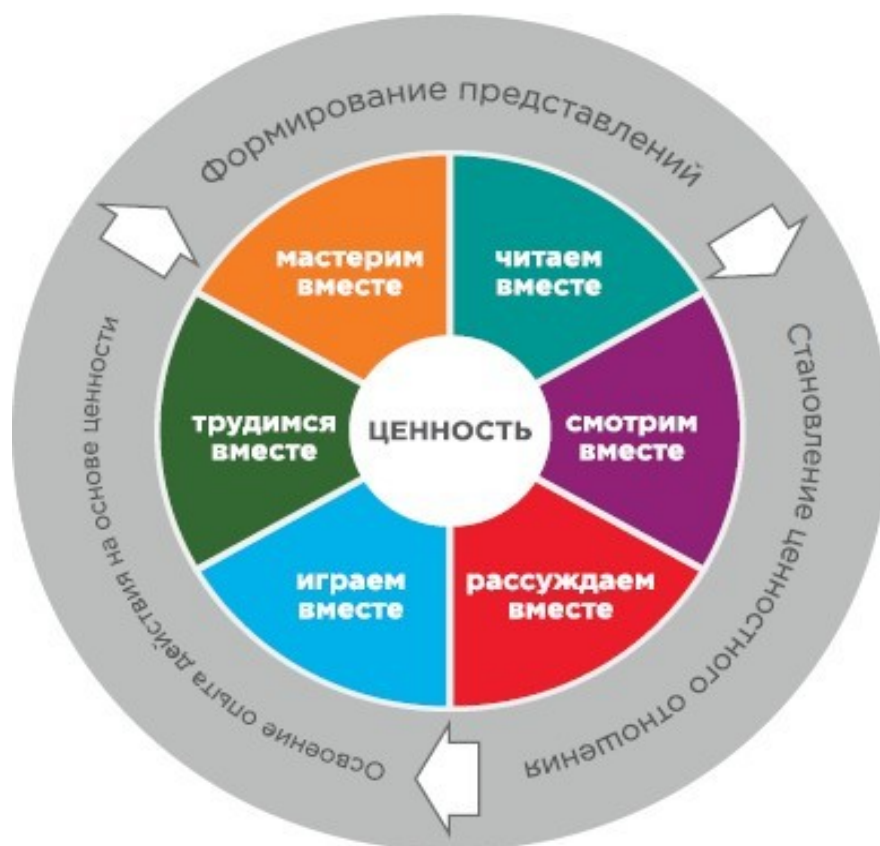 Формирование представлений
Становление ценностного отношения
Освоение опыта действия на основе ценности
мастерим
вместе
читаем
вместе
трудимся
вместе
ЦЕННОСТЬ
смотрим
вместе
играем
вместе
рассуждаем
вместе